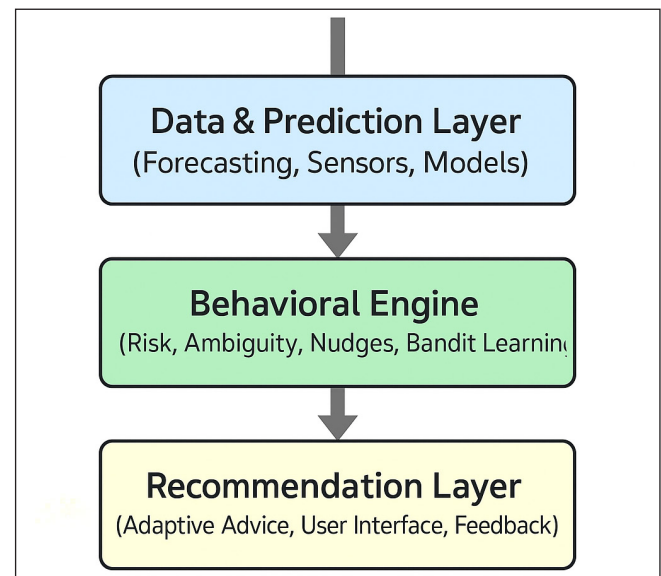 Data & Prediction Layer
(Forecasting, Sensors, Models)
Behavioral Engine
(Risk, Ambiguity, Nudges, Bandit Learning
Recommendation Layer
(Adaptive Advice, User Interface, Feedback)